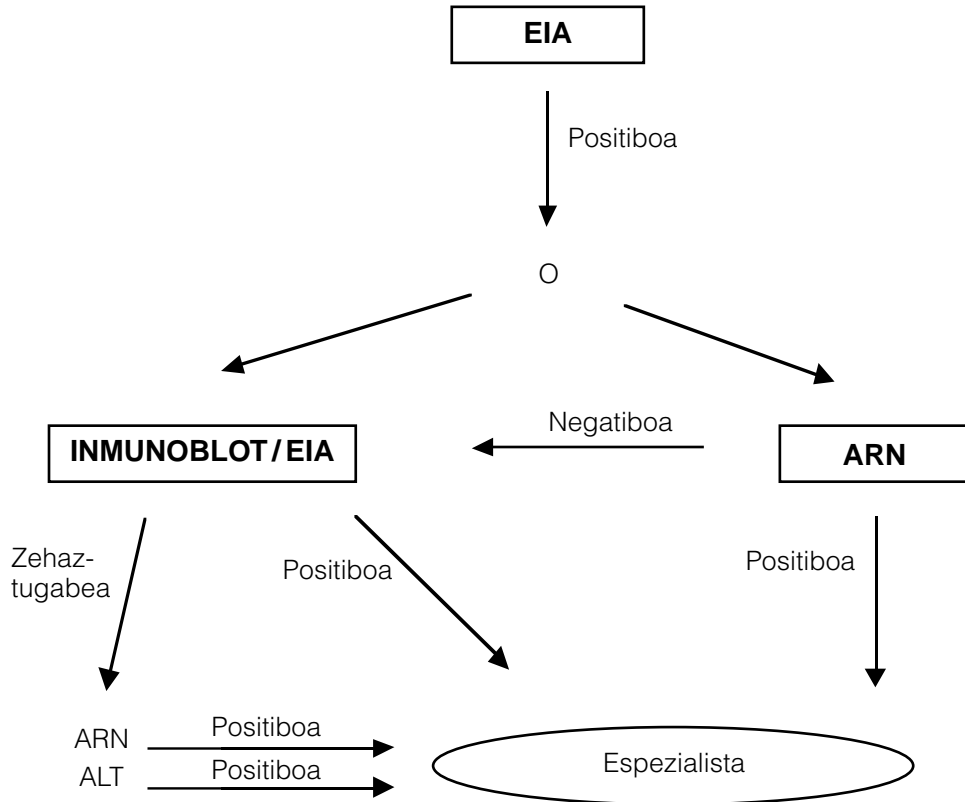 EIA
Positiboa
O
Negatiboa
INMUNOBLOT / EIA
ARN
Zehaz-
tugabea
Positiboa
Positiboa
ARN
Positiboa
ALT
Positiboa
Espezialista